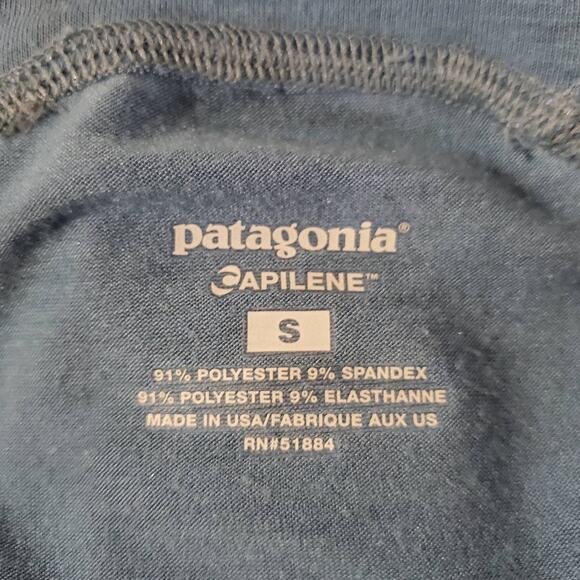 patagonia®
CAPILENE™
S
91% POLYESTER 9% SPANDEX
91% POLYESTER 9% ELASTHANNE
MADE IN USA/FABRIQUE AUX US
RN#51884